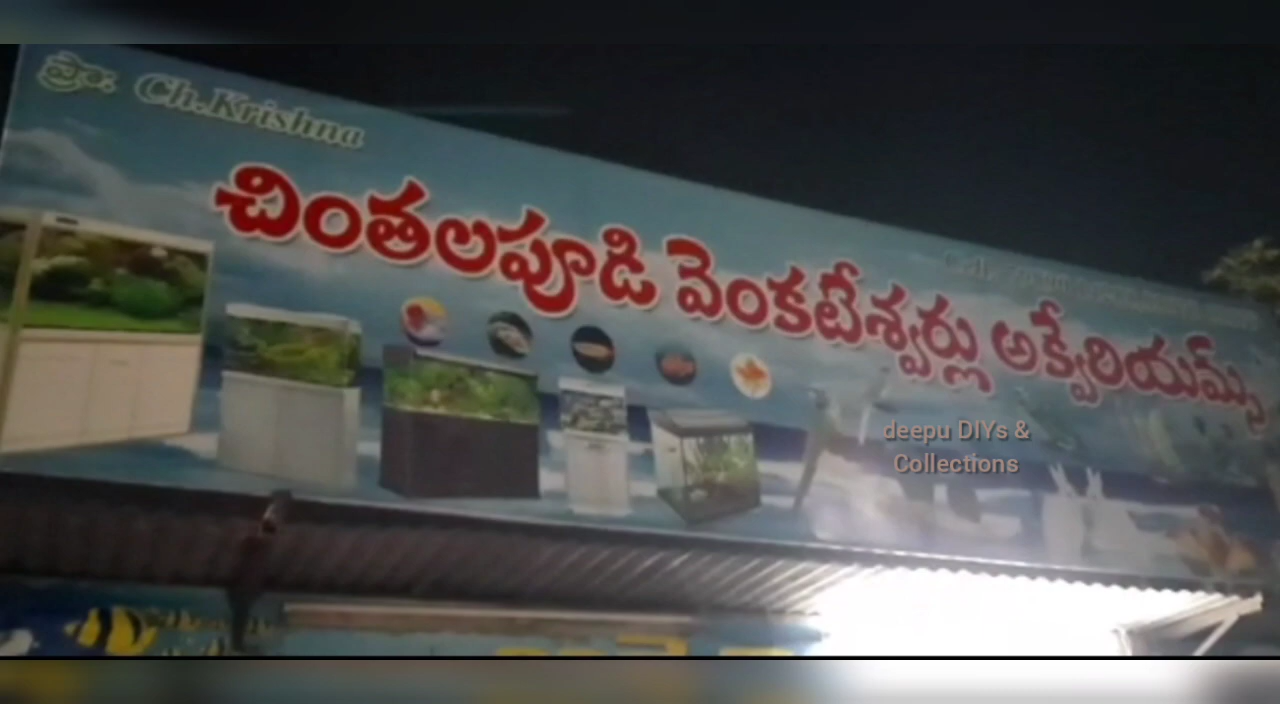 ప్రొ. Ch.Krishna
చింతలపూడి వెంకటేశ్వర్లు అక్వేరియమ్స్
deepu DIYs &
Collections